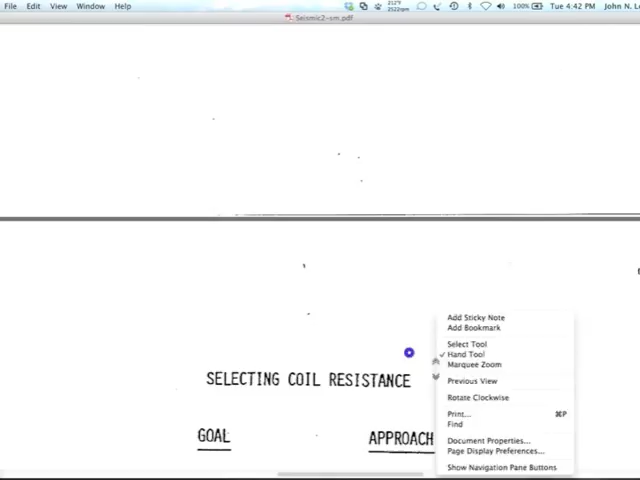 File Edit View Window Help 100% Tue 4:42 PM
Seismic2-sm.pdf
Add Sticky Note
Add Bookmark
Select Tool
✓ Hand Tool
Marquee Zoom
Previous View
SELECTING COIL RESISTANCE
Rotate Clockwise
Print... ⌘P
Find
GOAL APPROACH
Document Properties...
Page Display Preferences...
Show Navigation Pane Buttons